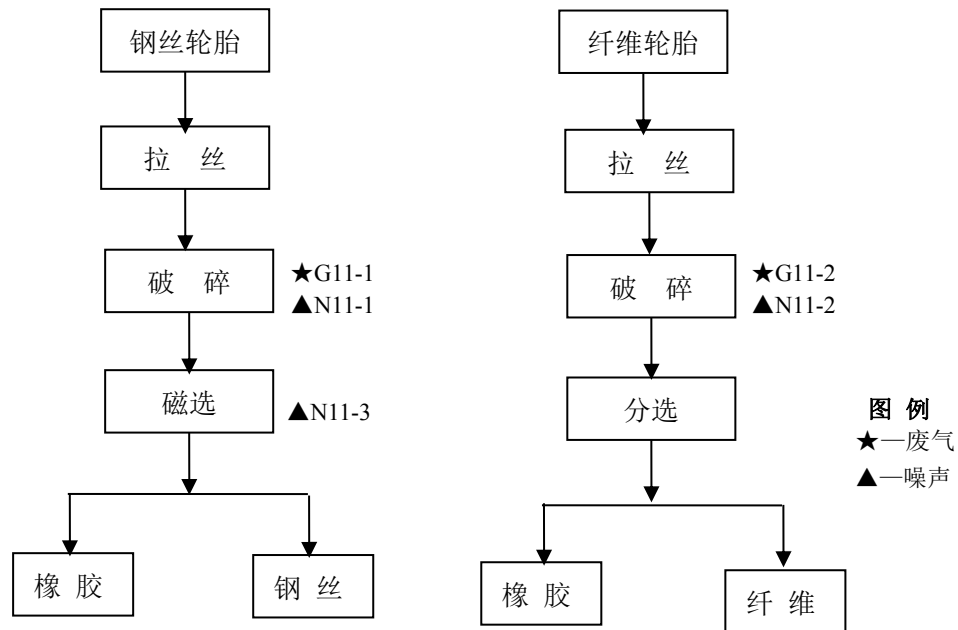 钢丝轮胎
拉 丝
破 碎
★G11-1
▲N11-1
磁选
▲N11-3
橡 胶
钢 丝
纤维轮胎
拉 丝
破 碎
★G11-2
▲N11-2
分选
橡 胶
纤 维
图 例
★—废气
▲—噪声